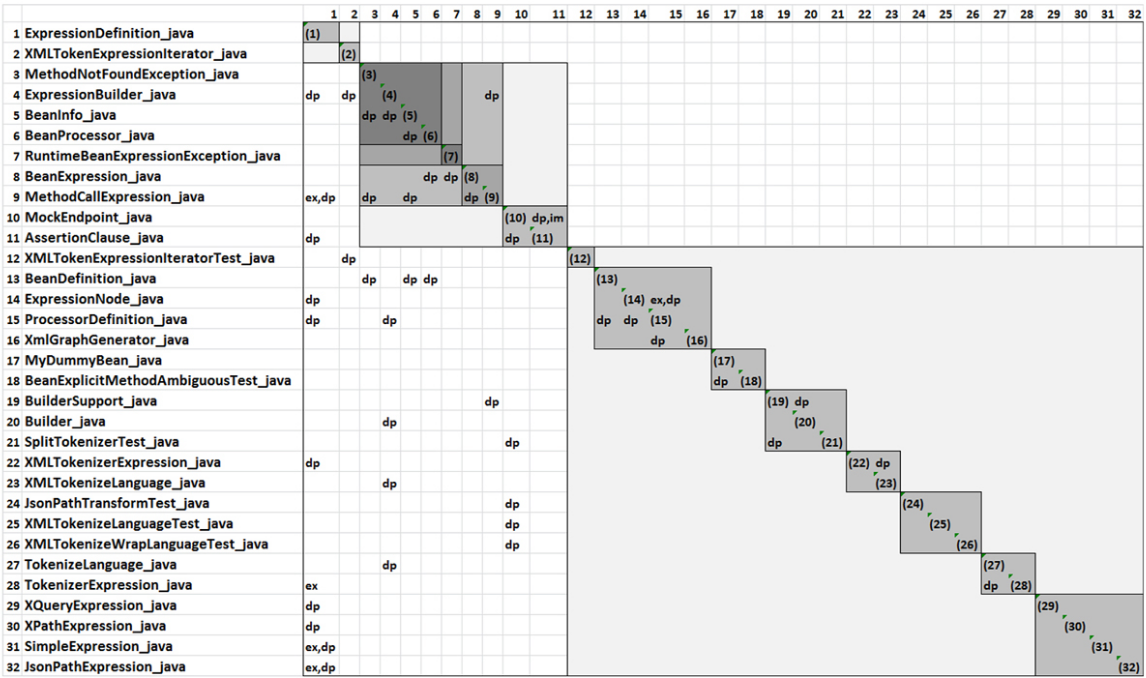 1 2 3 4 5 6 7 8 9 10 11 12 13 14 15 16 17 18 19 20 21 22 23 24 25 26 27 28 29 30 31 32
1 ExpressionDefinition_java (1)
2 XMLTokenExpressionIterator_java (2)
3 MethodNotFoundException_java (3)
4 ExpressionBuilder_java dp dp (4) dp
5 BeanInfo_java dp dp (5)
6 BeanProcessor_java dp (6)
7 RuntimeBeanExpressionException_java (7)
8 BeanExpression_java dp dp (8)
9 MethodCallExpression_java ex,dp dp dp dp (9)
10 MockEndpoint_java (10) dp,im
11 AssertionClause_java dp dp (11)
12 XMLTokenExpressionIteratorTest_java dp (12)
13 BeanDefinition_java dp dp dp (13)
14 ExpressionNode_java dp (14) ex,dp
15 ProcessorDefinition_java dp dp dp dp (15)
16 XmlGraphGenerator_java dp (16)
17 MyDummyBean_java (17)
18 BeanExplicitMethodAmbiguousTest_java dp (18)
19 BuilderSupport_java dp (19) dp
20 Builder_java dp (20)
21 SplitTokenizerTest_java dp dp (21)
22 XMLTokenizerExpression_java dp (22) dp
23 XMLTokenizeLanguage_java dp (23)
24 JsonPathTransformTest_java dp (24)
25 XMLTokenizeLanguageTest_java dp (25)
26 XMLTokenizeWrapLanguageTest_java dp (26)
27 TokenizeLanguage_java dp (27)
28 TokenizerExpression_java ex dp (28)
29 XQueryExpression_java dp (29)
30 XPathExpression_java dp (30)
31 SimpleExpression_java ex,dp (31)
32 JsonPathExpression_java ex,dp (32)